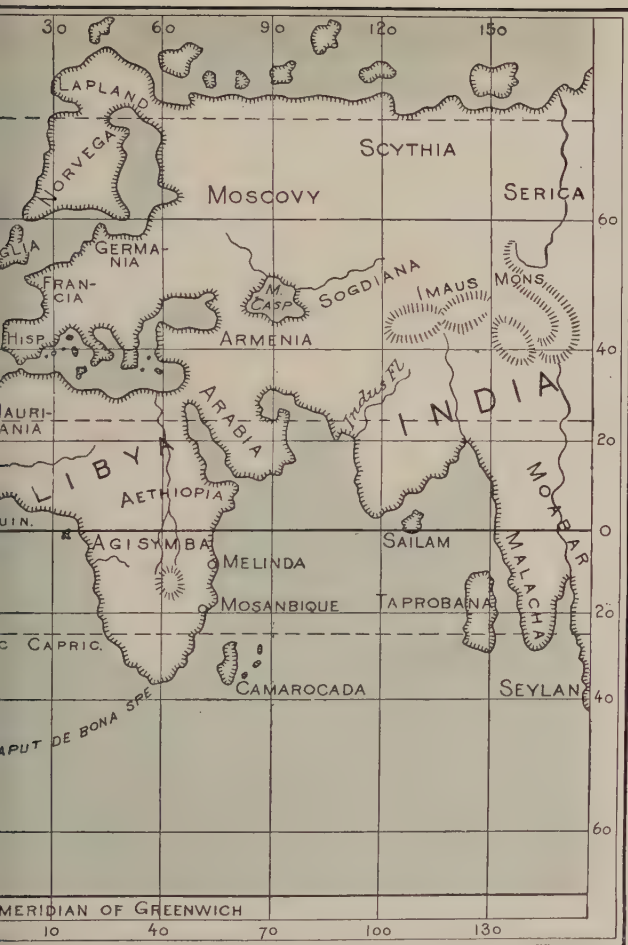 30 60 90 120 150
LAPLAND
SCYTHIA
NORVEGA
MOSCOVY
SERICA
60
GLIA
GERMA-
NIA
FRAN-
CIA
M.
CASP
SOGDIANA
IMAUS MONS
HISP.
ARMENIA
40
Indus Fl
INDIA
ARABIA
MAURI-
ANIA
20
LIBYA
MOABAR
AETHIOPIA
UIN.
0
AGISYMBA
SAILAM
MELINDA
MALACHA
MOSANBIQUE
TAPROBANA
20
C CAPRIC.
CAMAROCADA
SEYLAN
40
APUT DE BONA SPE
60
MERIDIAN OF GREENWICH
10 40 70 100 130